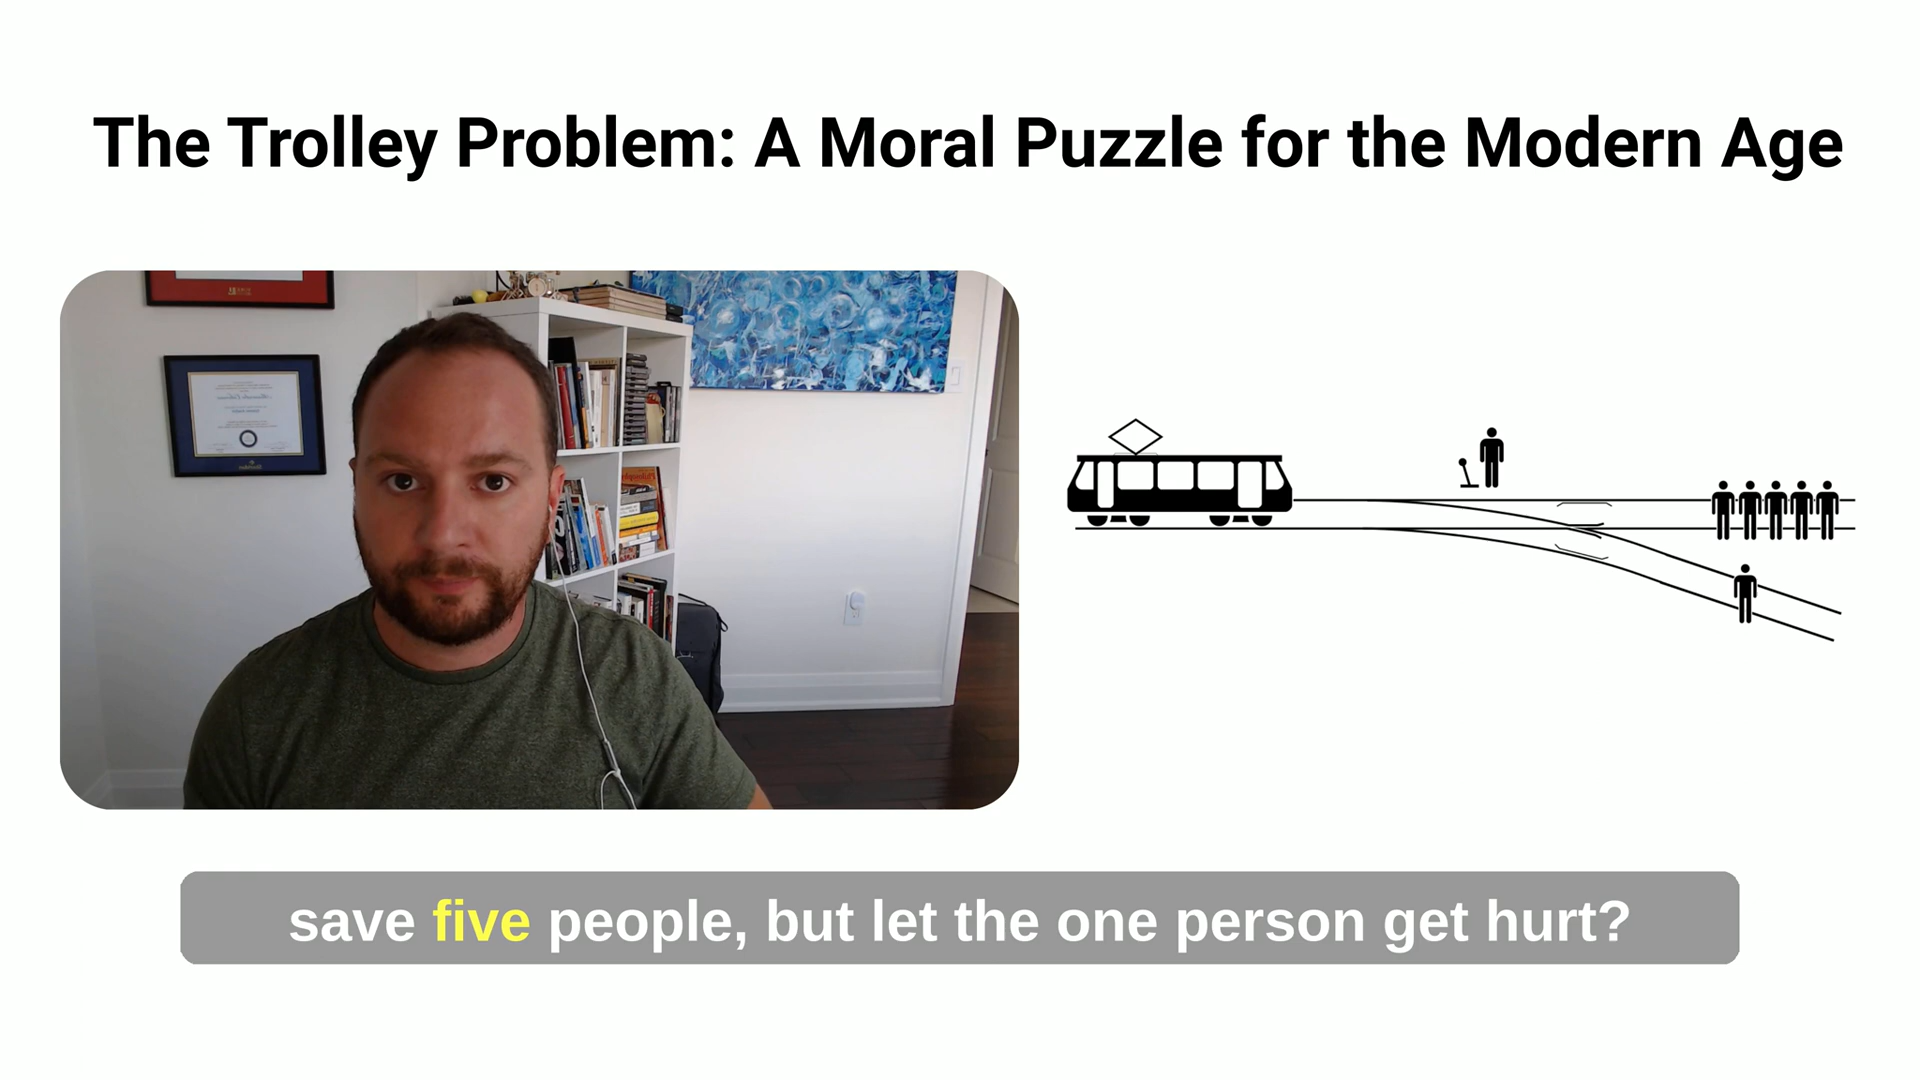 The Trolley Problem: A Moral Puzzle for the Modern Age
save five people, but let the one person get hurt?